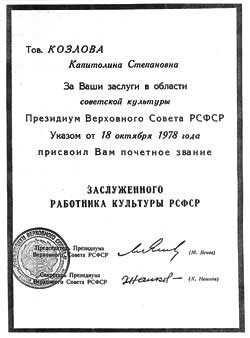 Тов. КОЗЛОВА
Капитолина Степановна
За Ваши заслуги в области
советской культуры
Президиум Верховного Совета РСФСР
Указом от 18 октября 1978 года
присвоил Вам почетное звание
ЗАСЛУЖЕННОГО
РАБОТНИКА КУЛЬТУРЫ РСФСР
Председатель Президиума
Верховного Совета РСФСР
(М. Яснов)
Секретарь Президиума
Верховного Совета РСФСР
(Х. Нешков)